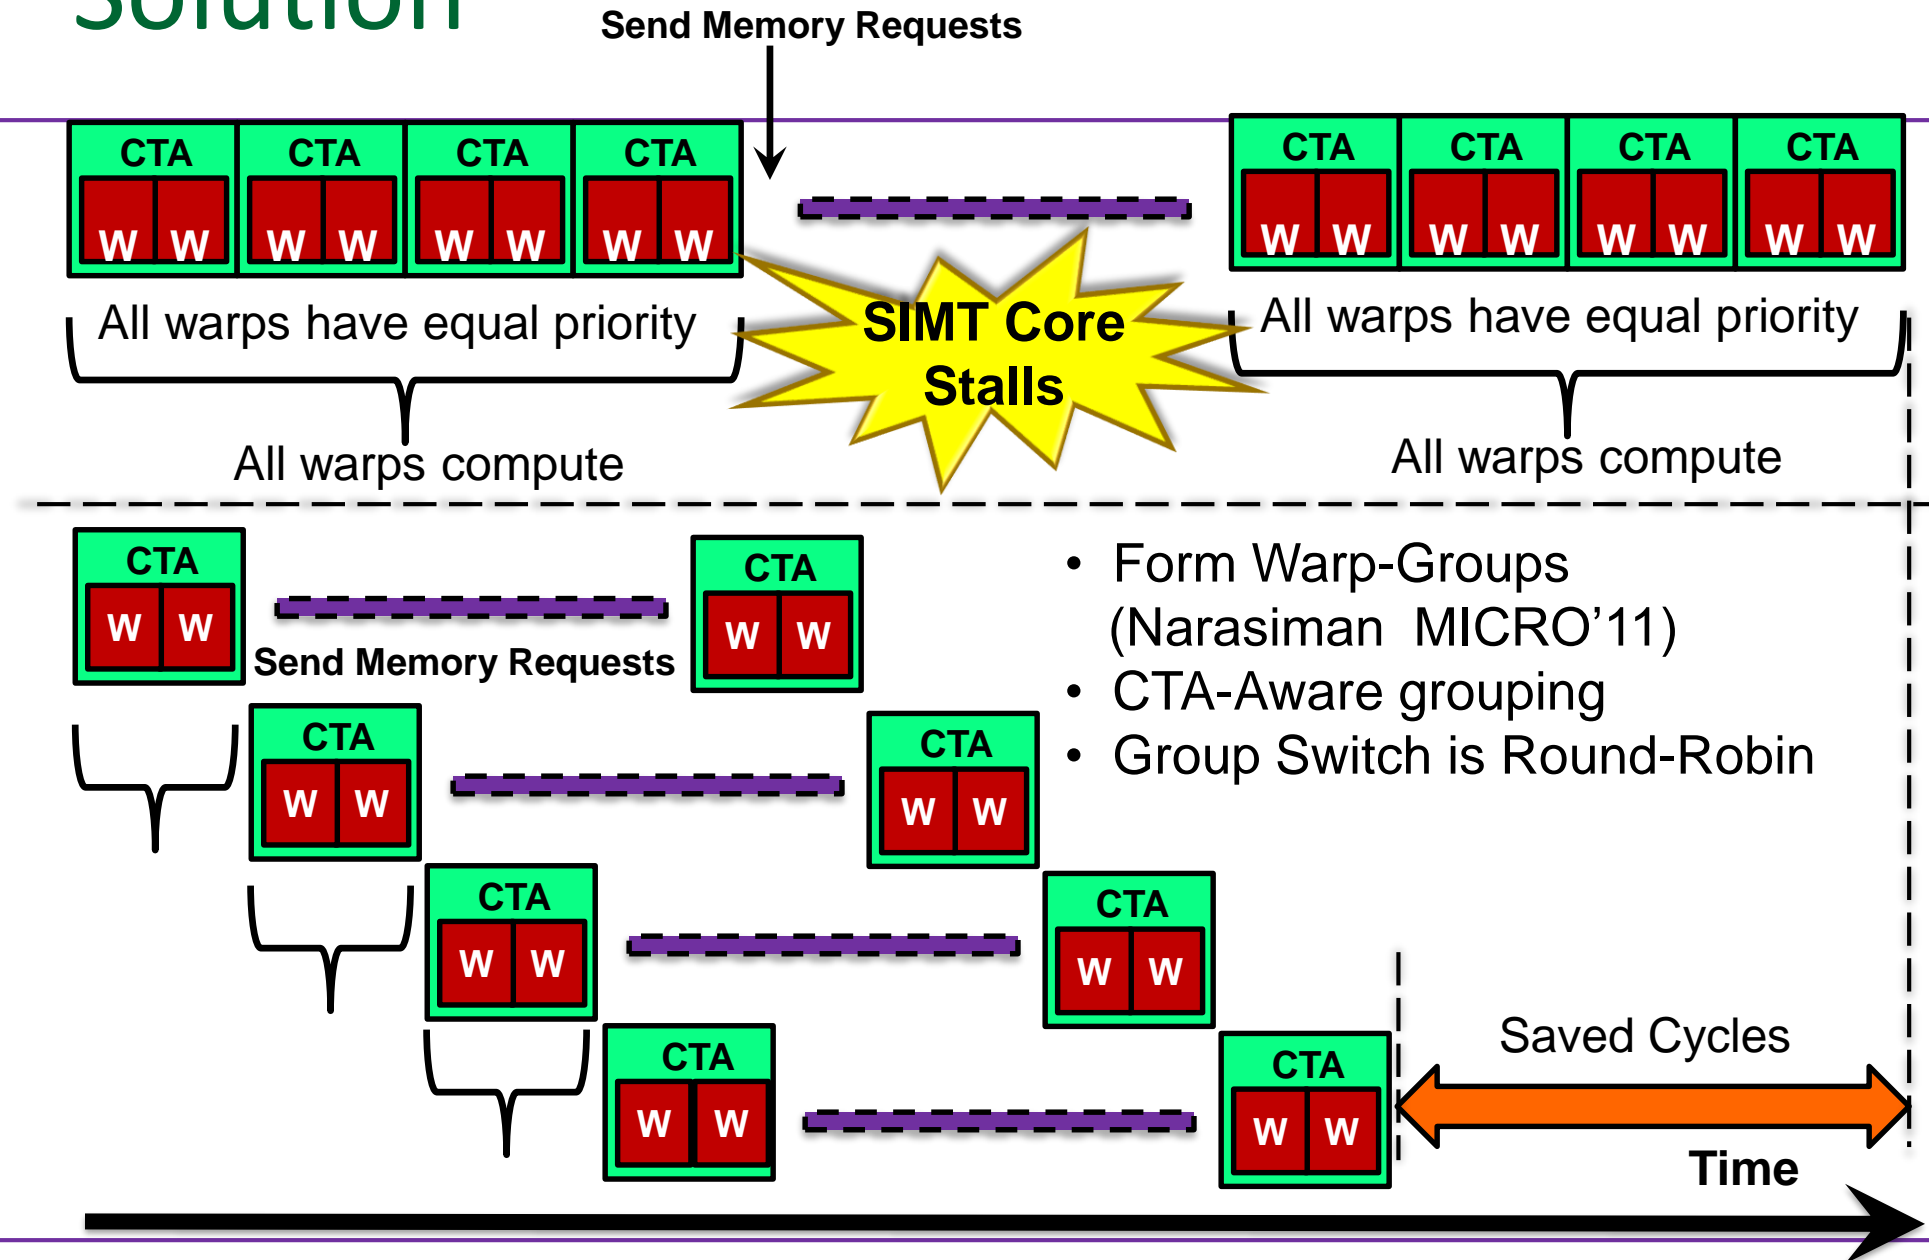 Solution
Send Memory Requests
CTA CTA CTA CTA
W W W W W W W W
CTA CTA CTA CTA
W W W W W W W W
SIMT Core
Stalls
All warps have equal priority
All warps have equal priority
All warps compute
All warps compute
CTA
W W
Send Memory Requests
CTA
W W
• Form Warp-Groups
(Narasiman MICRO’11)
• CTA-Aware grouping
• Group Switch is Round-Robin
CTA
W W
CTA
W W
CTA
W W
CTA
W W
CTA
W W
CTA
W W
Saved Cycles
Time